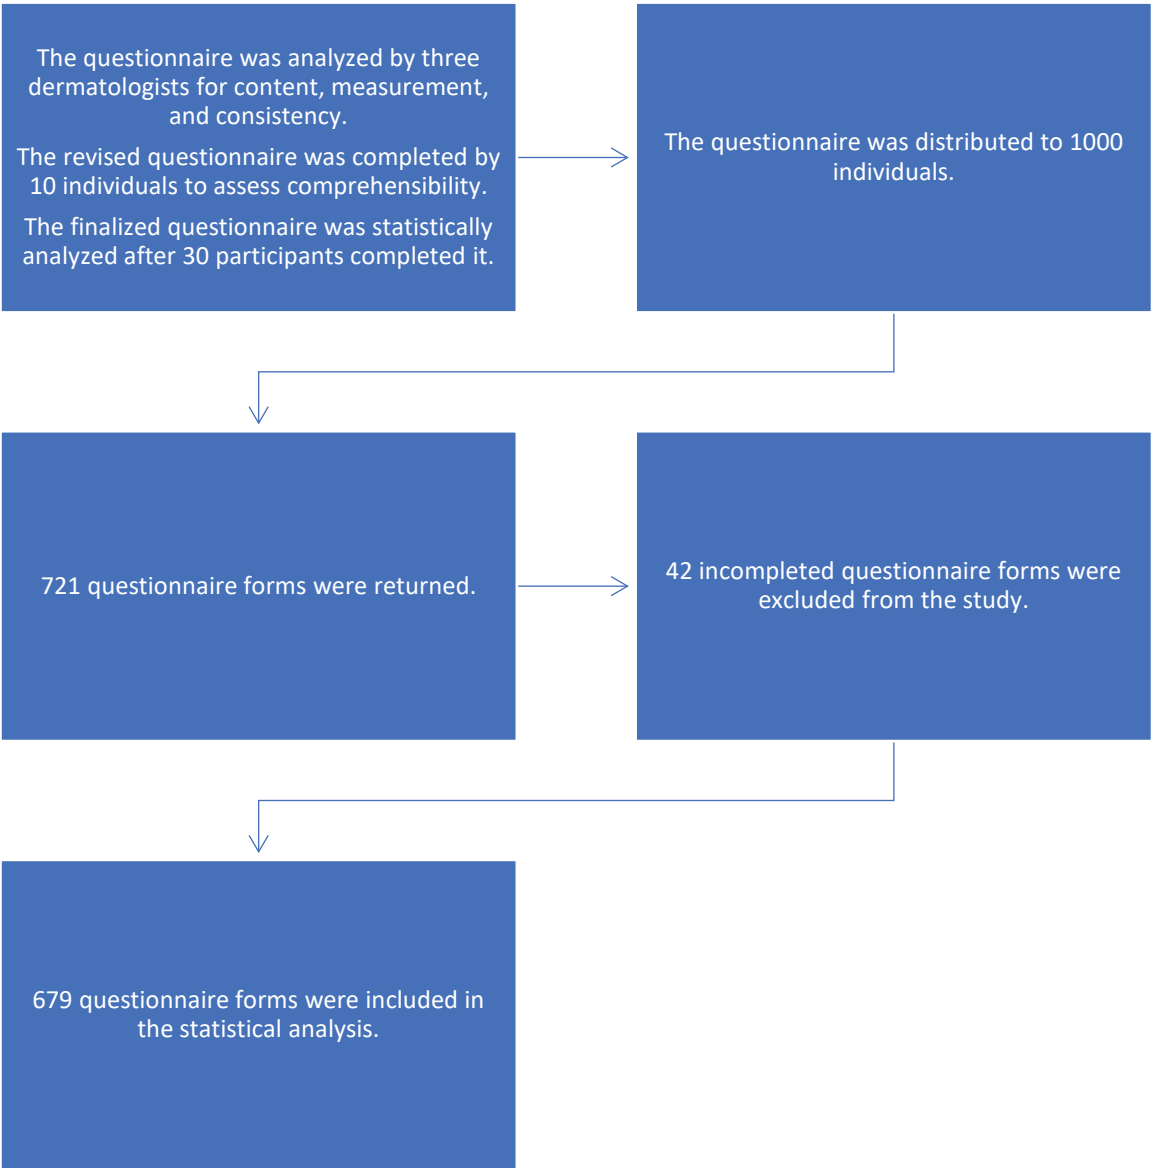 The questionnaire was analyzed by three
dermatologists for content, measurement,
and consistency.
The revised questionnaire was completed by
10 individuals to assess comprehensibility.
The finalized questionnaire was statistically
analyzed after 30 participants completed it.
The questionnaire was distributed to 1000
individuals.
721 questionnaire forms were returned.
42 incompleted questionnaire forms were
excluded from the study.
679 questionnaire forms were included in
the statistical analysis.